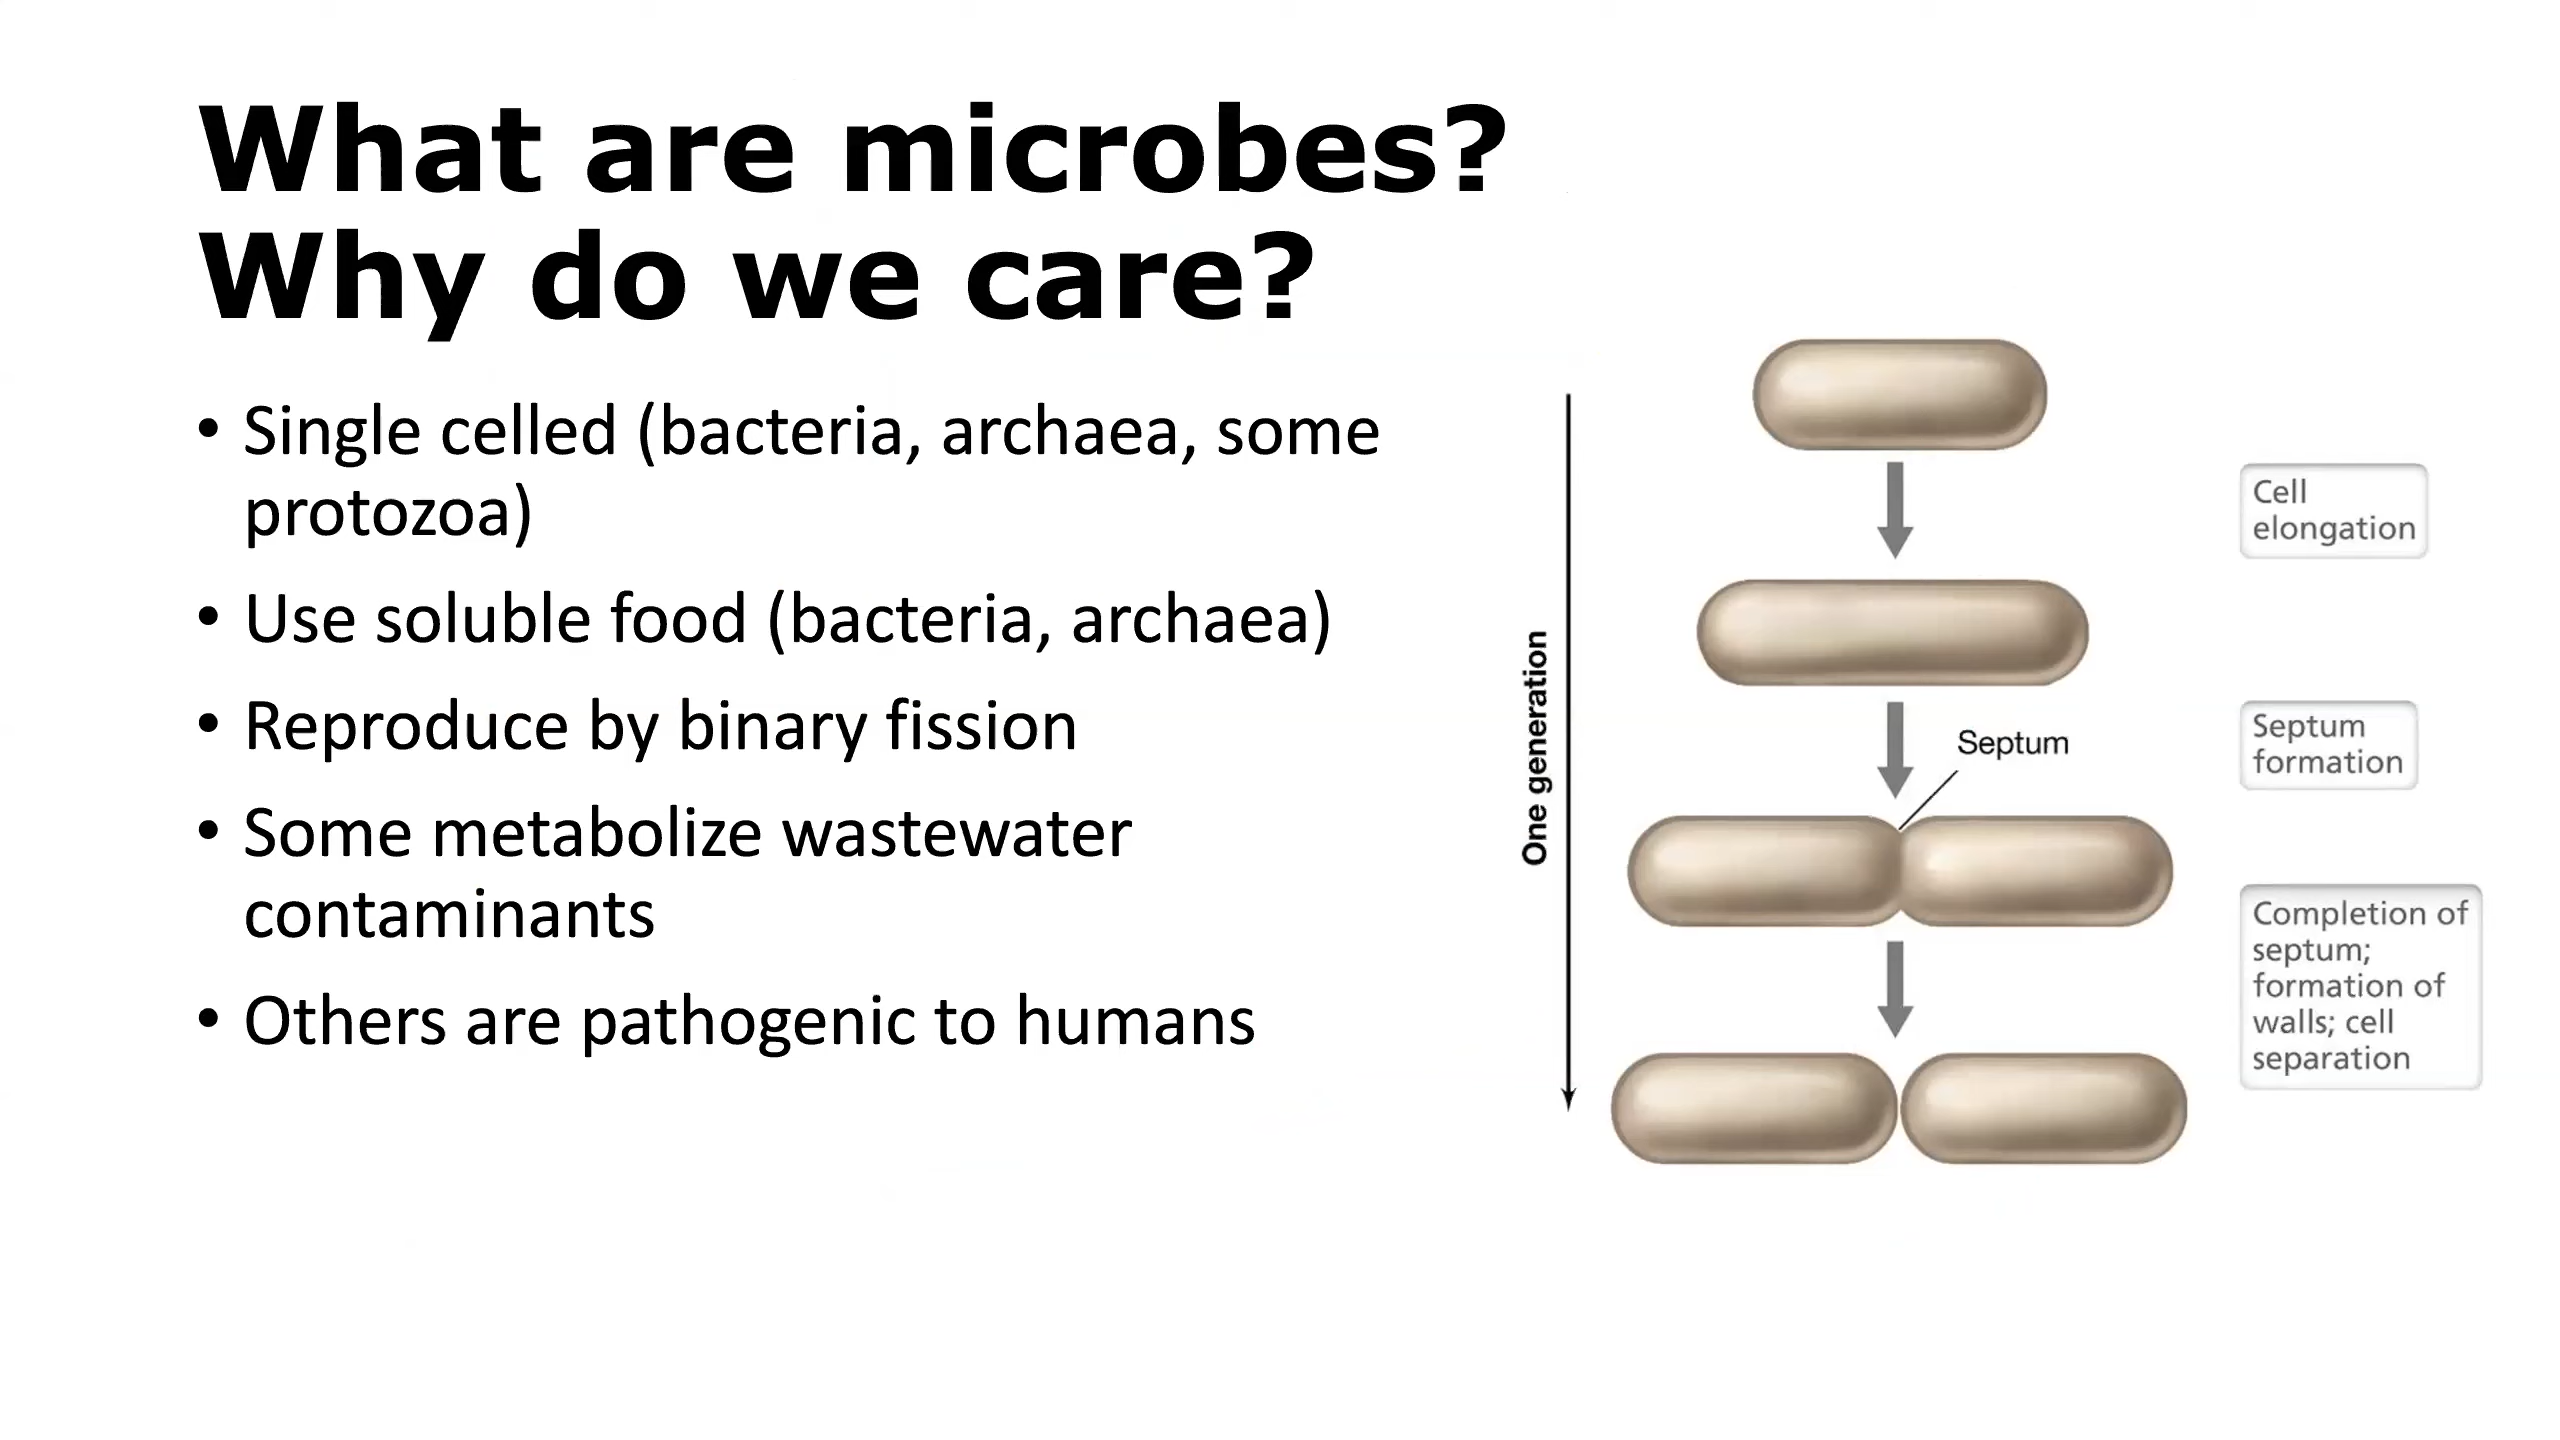 What are microbes?
Why do we care?
• Single celled (bacteria, archaea, some
protozoa)
• Use soluble food (bacteria, archaea)
• Reproduce by binary fission
• Some metabolize wastewater
contaminants
• Others are pathogenic to humans
One generation
Cell
elongation
Septum
Septum
formation
Completion of
septum;
formation of
walls; cell
separation